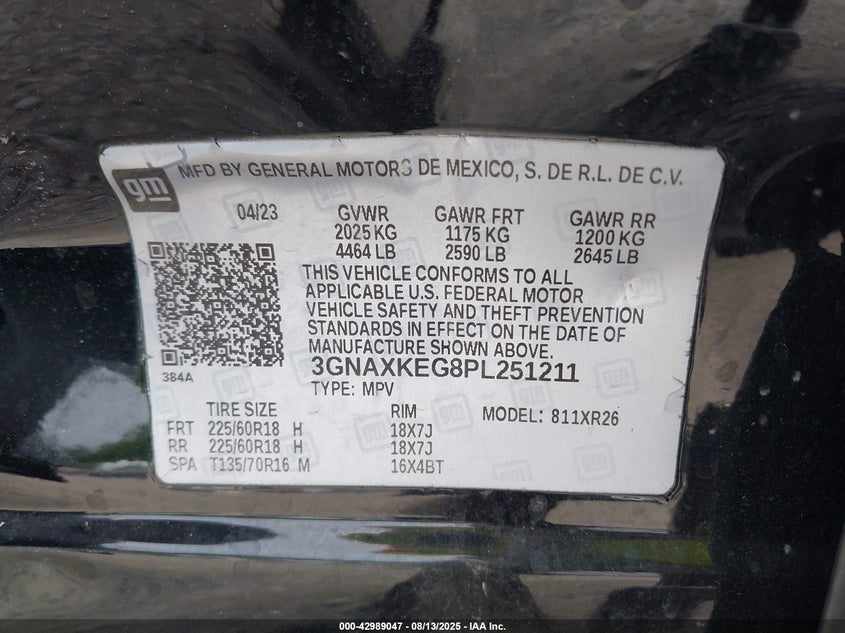 gm MFD BY GENERAL MOTORS DE MEXICO, S. DE R.L. DE C.V.
04/23 GVWR GAWR FRT GAWR RR
2025 KG 1175 KG 1200 KG
4464 LB 2590 LB 2645 LB
THIS VEHICLE CONFORMS TO ALL
APPLICABLE U.S. FEDERAL MOTOR
VEHICLE SAFETY AND THEFT PREVENTION
STANDARDS IN EFFECT ON THE DATE OF
MANUFACTURE SHOWN ABOVE.
384A 3GNAXKEG8PL251211
TYPE: MPV
TIRE SIZE RIM MODEL: 811XR26
FRT 225/60R18 H 18X7J
RR 225/60R18 H 18X7J
SPA T135/70R16 M 16X4BT
000-42989047 - 08/13/2025 - IAA Inc.